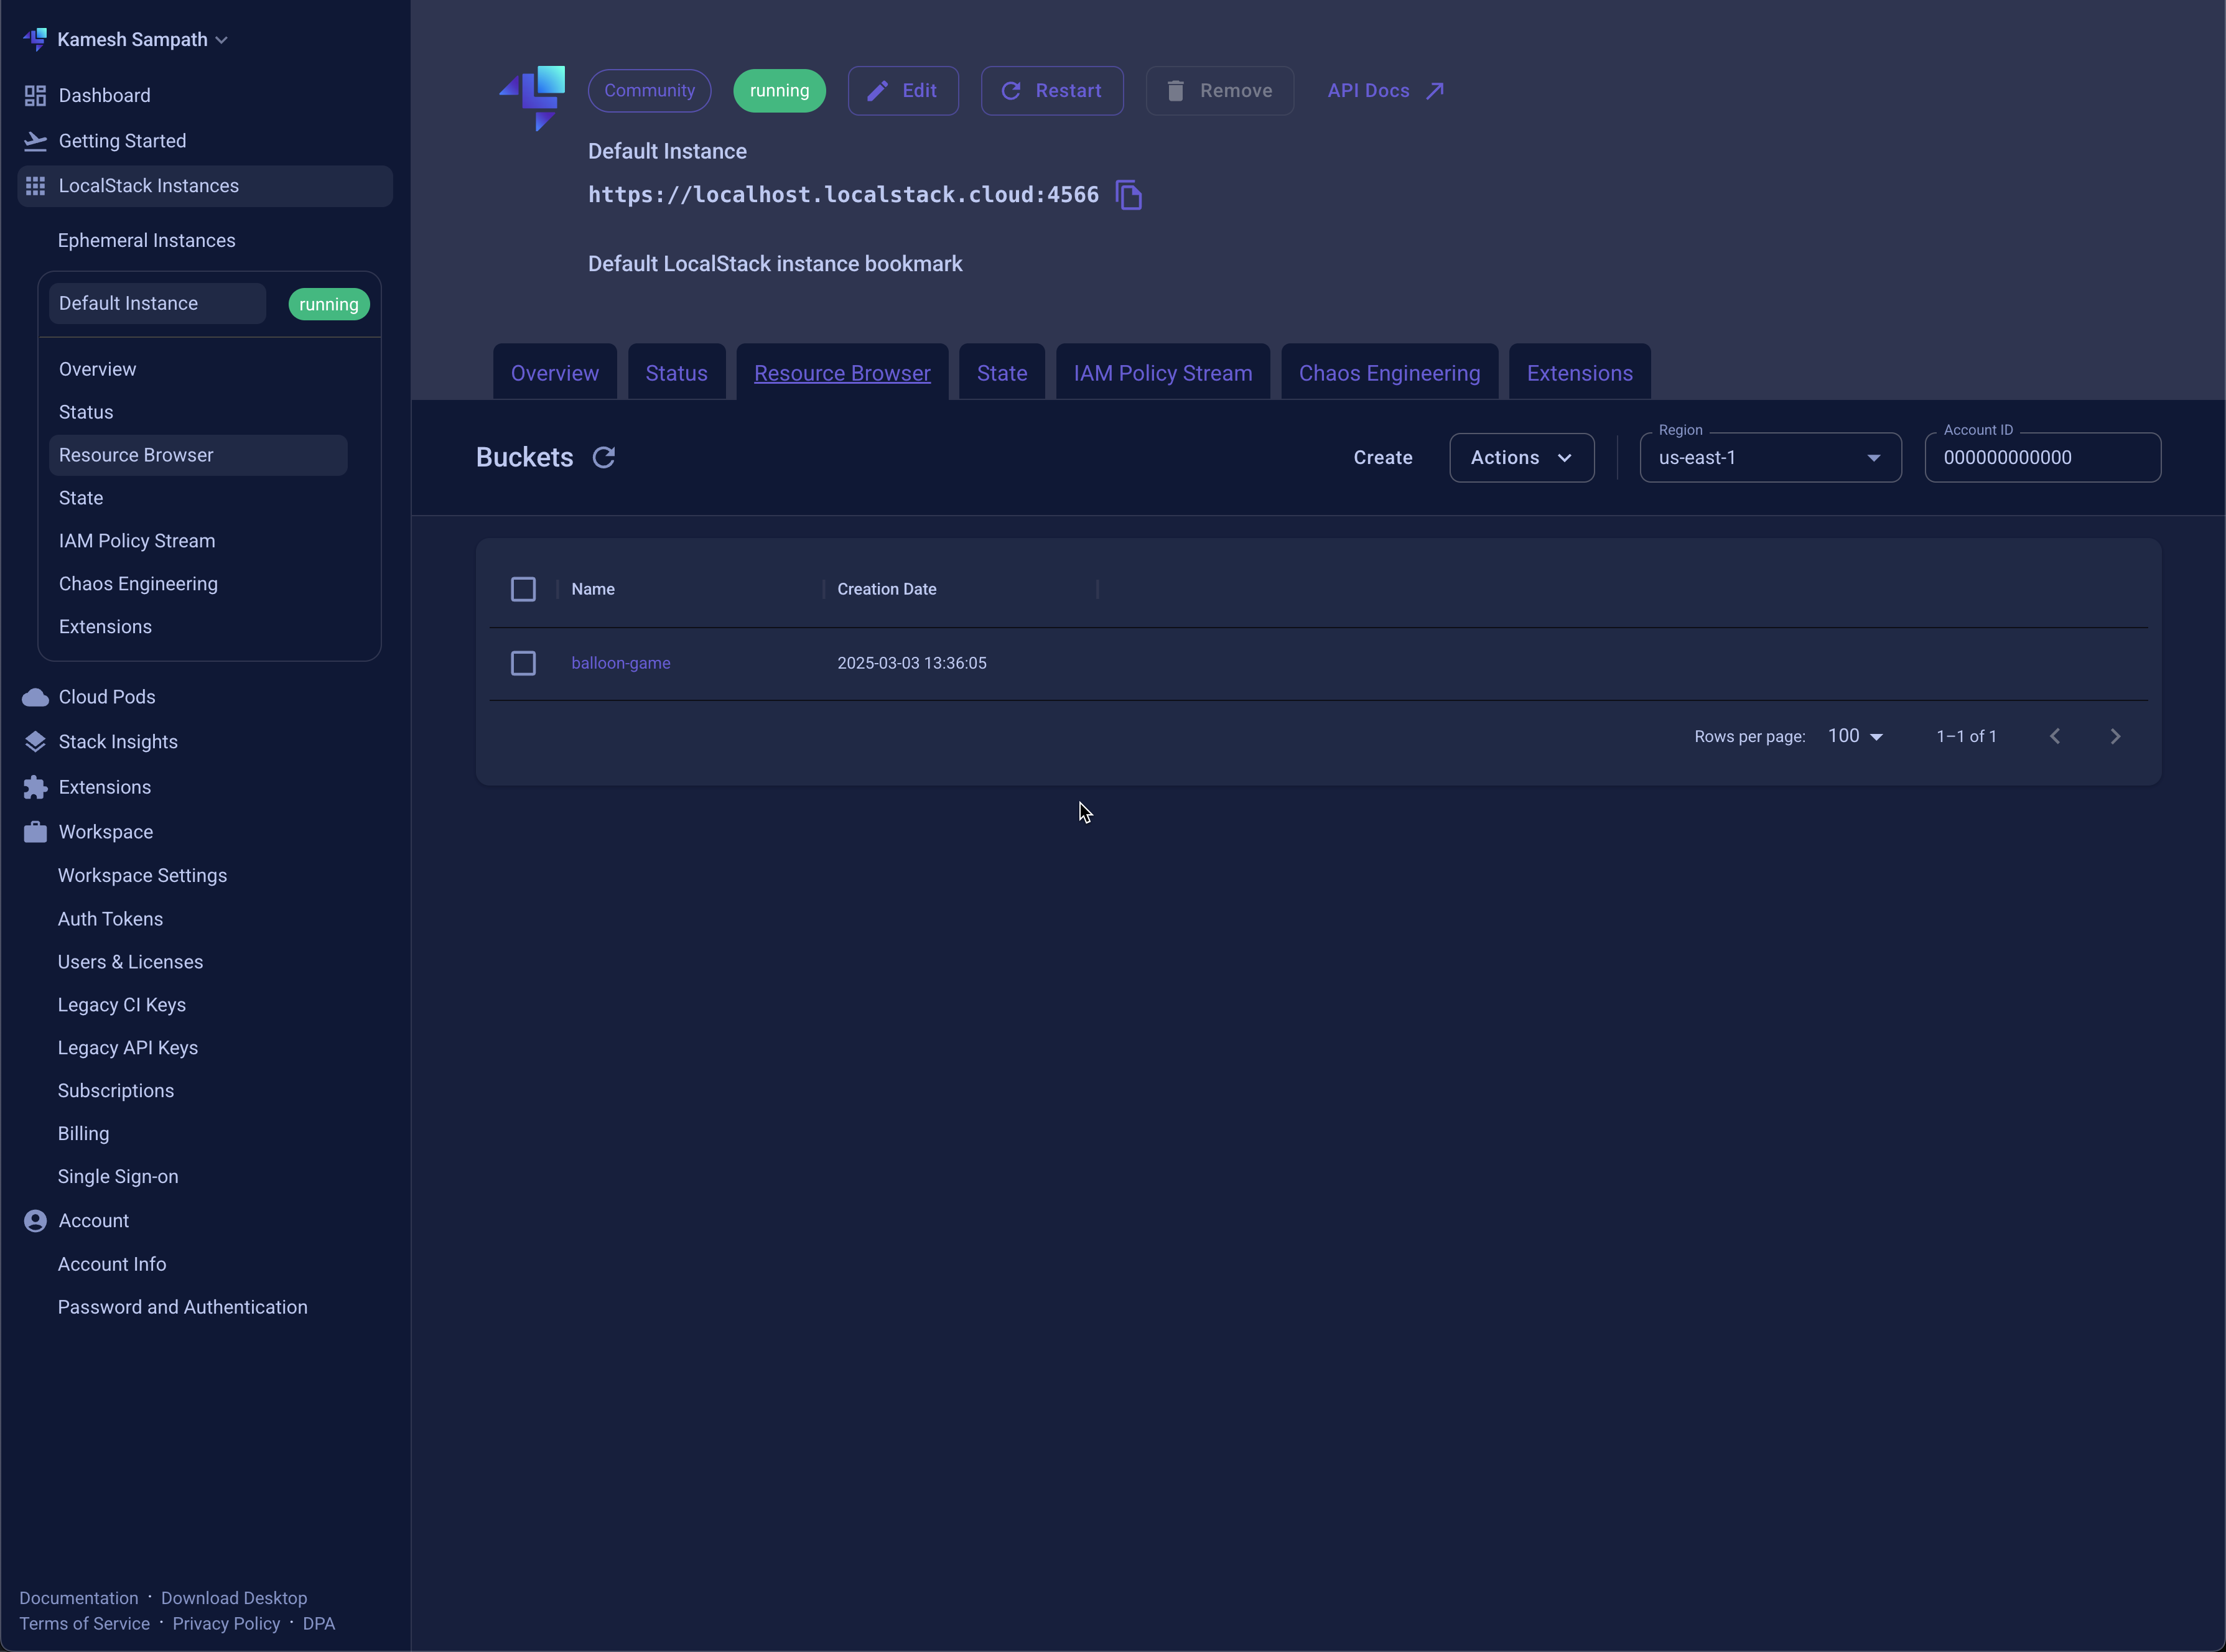 Kamesh Sampath
Dashboard
Getting Started
LocalStack Instances
Ephemeral Instances
Default Instance running
Overview
Status
Resource Browser
State
IAM Policy Stream
Chaos Engineering
Extensions
Cloud Pods
Stack Insights
Extensions
Workspace
Workspace Settings
Auth Tokens
Users & Licenses
Legacy CI Keys
Legacy API Keys
Subscriptions
Billing
Single Sign-on
Account
Account Info
Password and Authentication
Documentation · Download Desktop
Terms of Service · Privacy Policy · DPA
Community running Edit Restart Remove API Docs
Default Instance
https://localhost.localstack.cloud:4566
Default LocalStack instance bookmark
Overview Status Resource Browser State IAM Policy Stream Chaos Engineering Extensions
Region Account ID
Buckets Create Actions us-east-1 000000000000
Name Creation Date
balloon-game 2025-03-03 13:36:05
Rows per page: 100 1–1 of 1